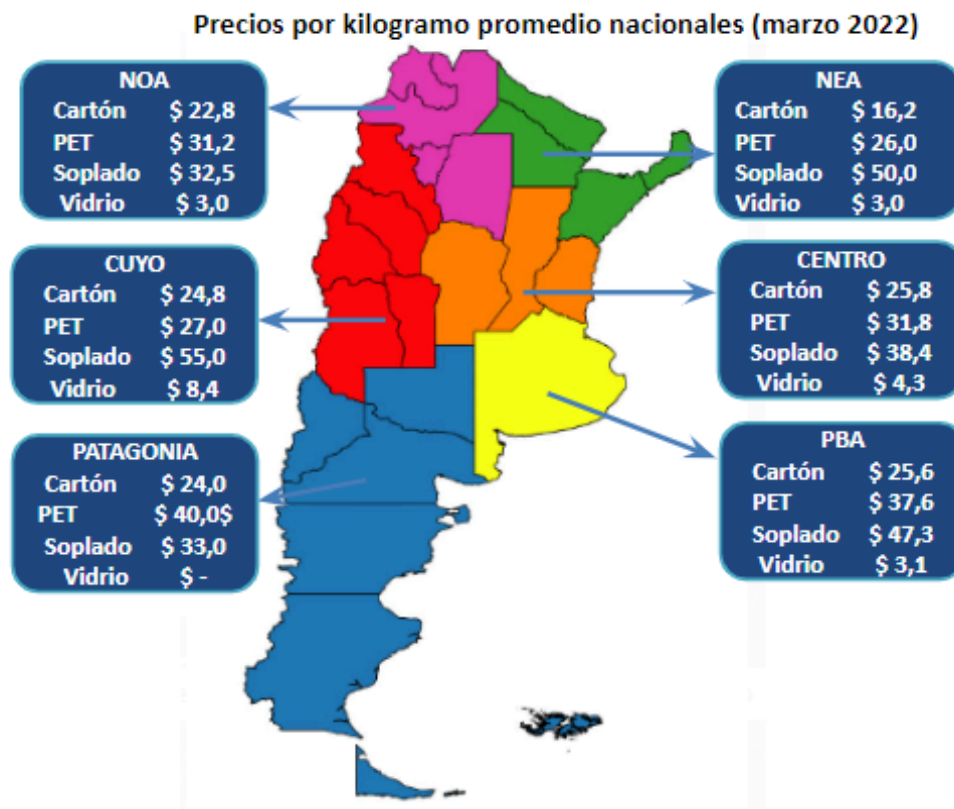 Precios por kilogramo promedio nacionales (marzo 2022)
NOA
Cartón $ 22,8
PET $ 31,2
Soplado $ 32,5
Vidrio $ 3,0
NEA
Cartón $ 16,2
PET $ 26,0
Soplado $ 50,0
Vidrio $ 3,0
CUYO
Cartón $ 24,8
PET $ 27,0
Soplado $ 55,0
Vidrio $ 8,4
CENTRO
Cartón $ 25,8
PET $ 31,8
Soplado $ 38,4
Vidrio $ 4,3
PATAGONIA
Cartón $ 24,0
PET $ 40,0$
Soplado $ 33,0
Vidrio $ -
PBA
Cartón $ 25,6
PET $ 37,6
Soplado $ 47,3
Vidrio $ 3,1